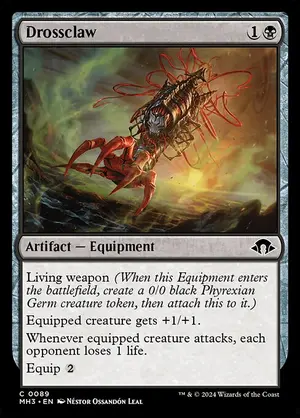 Drossclaw 1
Artifact — Equipment
Living weapon (When this Equipment enters
the battlefield, create a 0/0 black Phyrexian
Germ creature token, then attach this to it.)
Equipped creature gets +1/+1.
Whenever equipped creature attacks, each
opponent loses 1 life.
Equip 2
C 0089
MH3 • EN Néstor Ossandón Leal
™ & © 2024 Wizards of the Coast